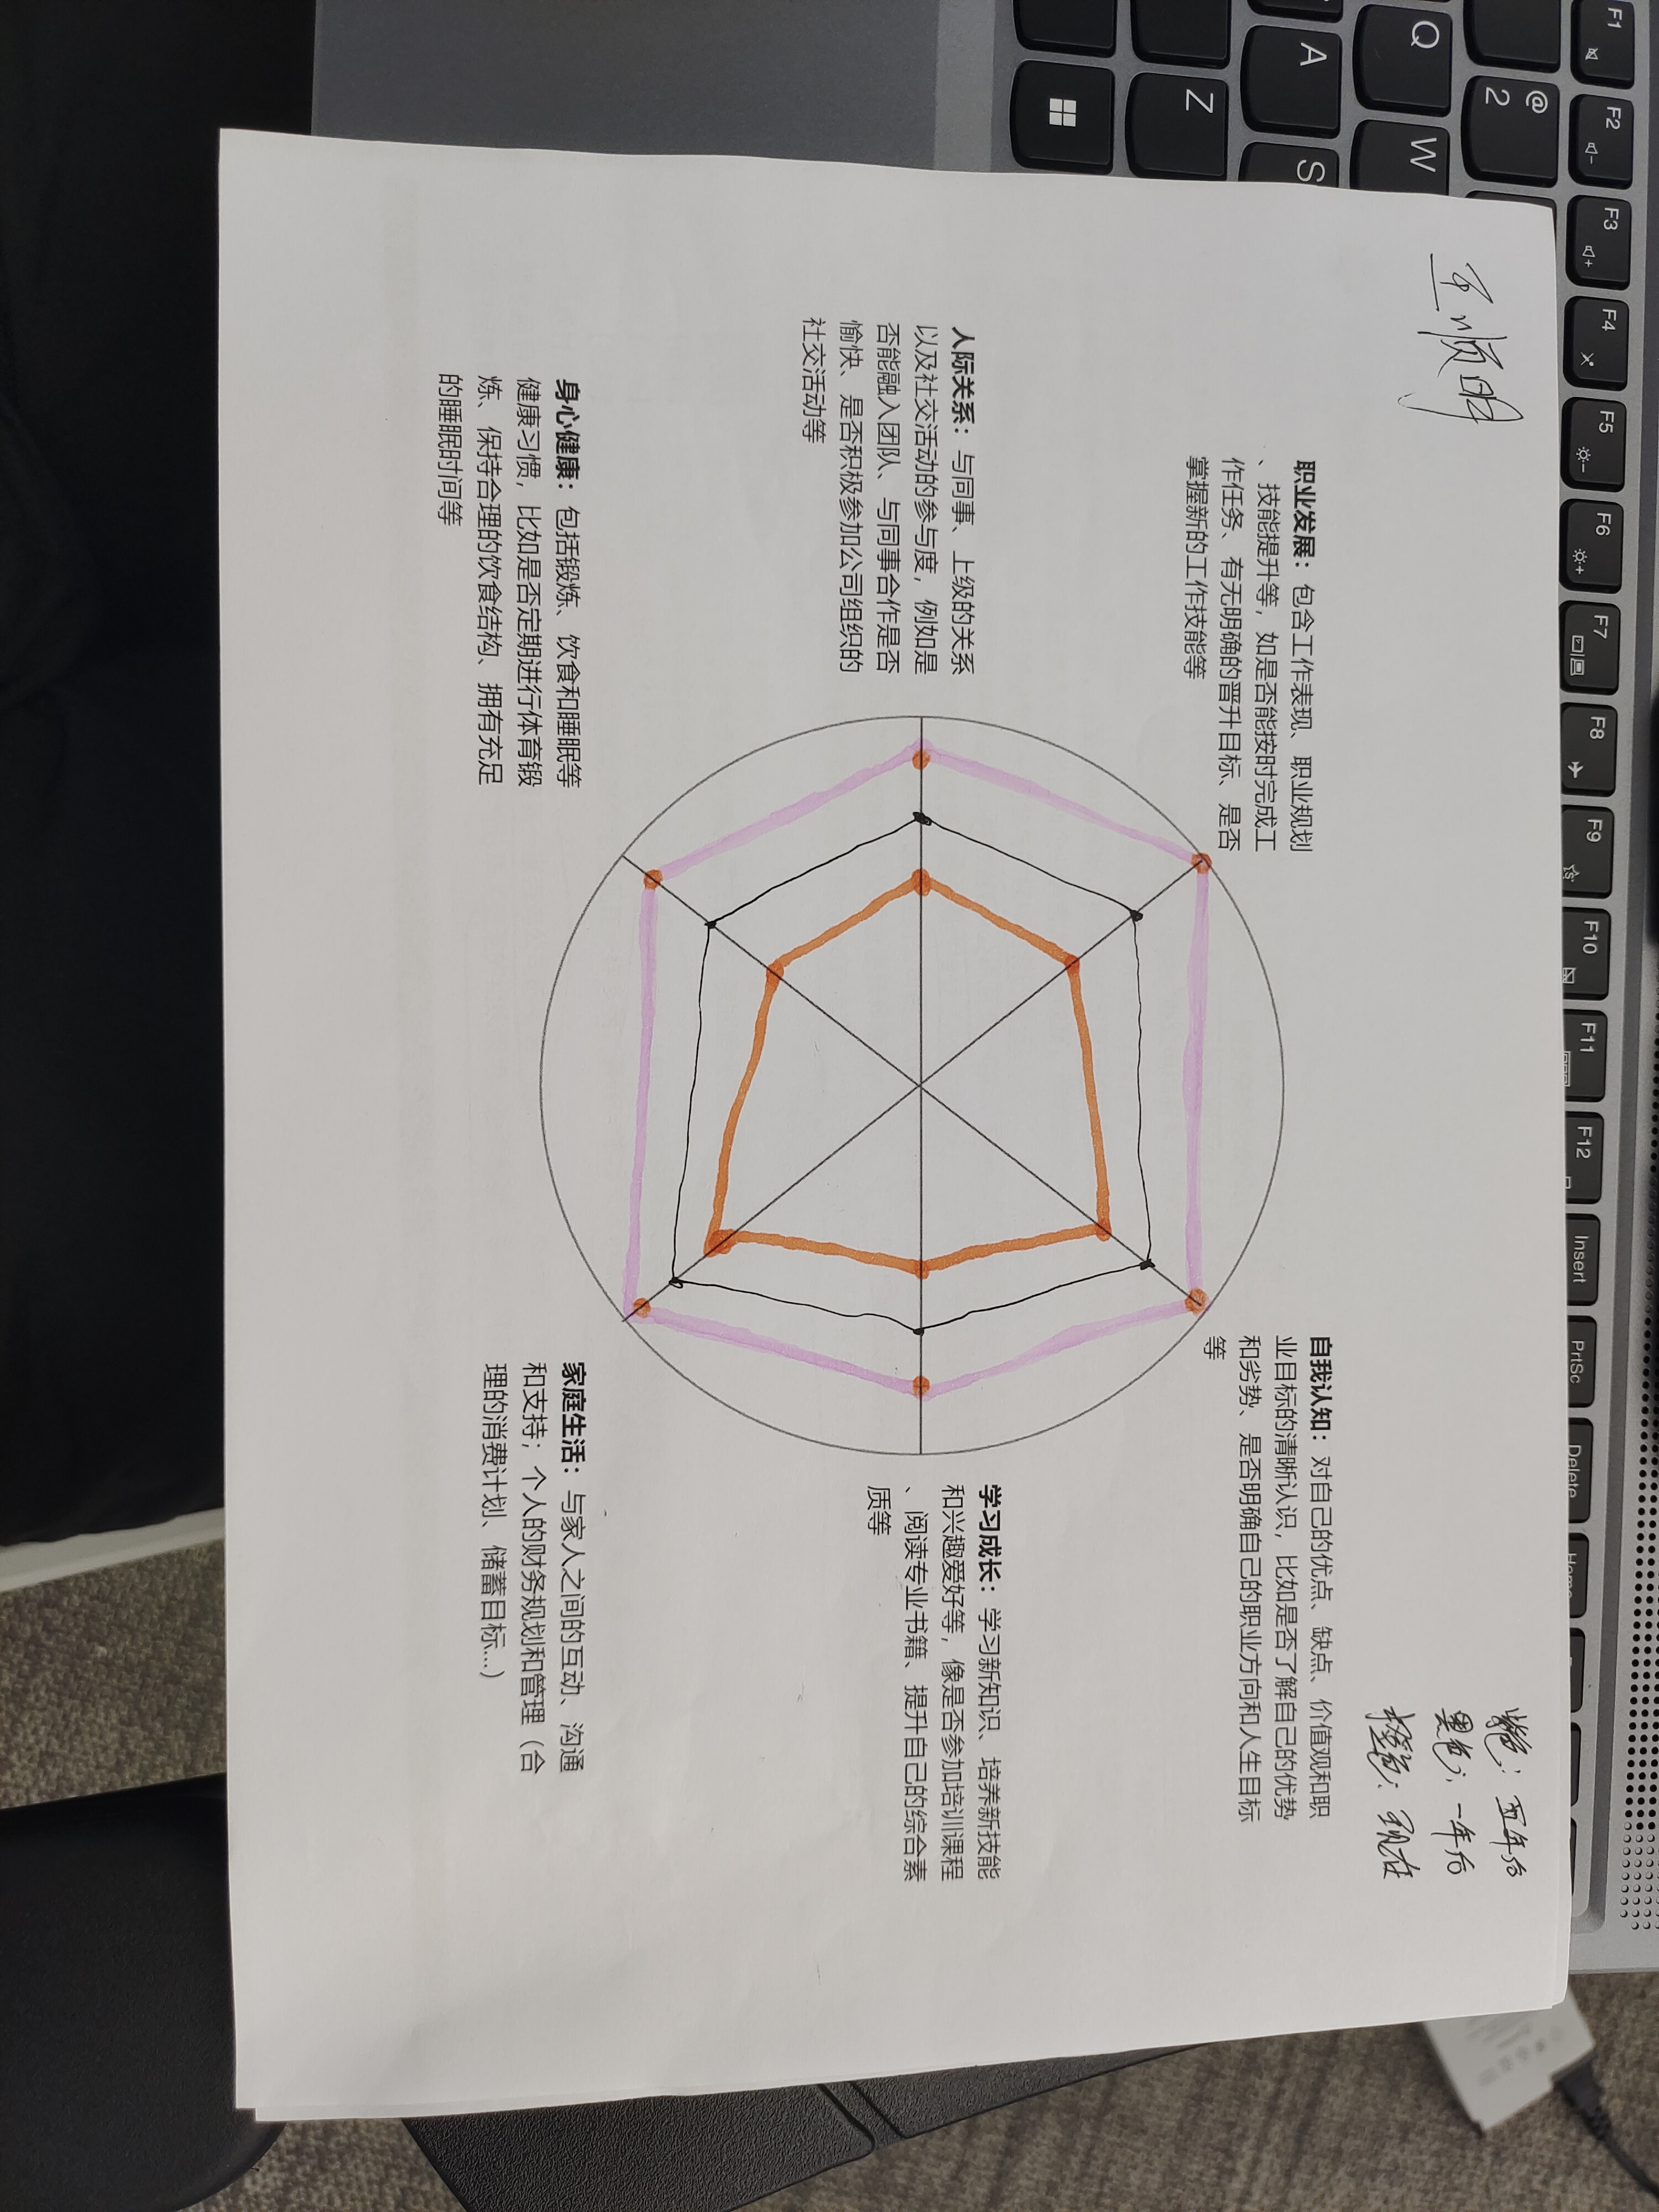 王顺明
紫色：五年后
黑色：一年后
橙色：现在
职业发展：包含工作表现、职业规划
、技能提升等，如是否能按时完成工
作任务、有无明确的晋升目标、是否
掌握新的工作技能等
自我认知：对自己的优点、缺点、价值观和职
业目标的清晰认识，比如是否了解自己的优势
和劣势、是否明确自己的职业方向和人生目标
等
人际关系：与同事、上级的关系
以及社交活动的参与度，例如是
否能融入团队、与同事合作是否
愉快、是否积极参加公司组织的
社交活动等
学习成长：学习新知识、培养新技能
和兴趣爱好等，像是否参加培训课程
、阅读专业书籍、提升自己的综合素
质等
身心健康：包括锻炼、饮食和睡眠等
健康习惯，比如是否定期进行体育锻
炼、保持合理的饮食结构、拥有充足
的睡眠时间等
家庭生活：与家人之间的互动、沟通
和支持；个人的财务规划和管理（合
理的消费计划、储蓄目标...）
F1
F2
F3
F4
F5
F6
F7
F8
F9
F10
F11
F12
Insert
PrtSc
Delete
Home
@
2
Q
W
A
S
Z